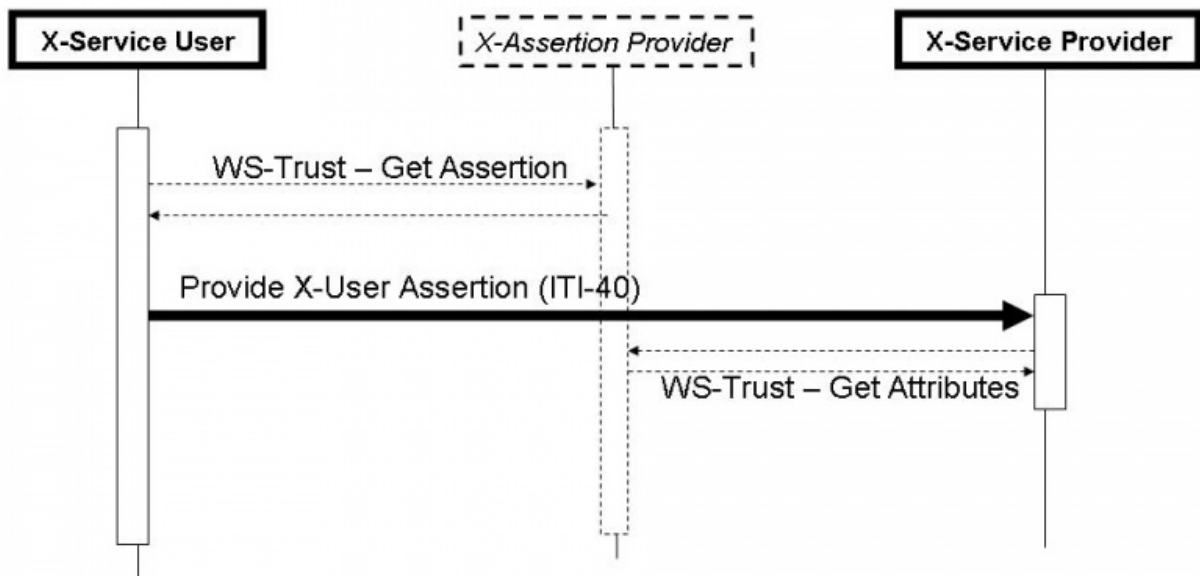 X-Service User
X-Assertion Provider
X-Service Provider
WS-Trust – Get Assertion
Provide X-User Assertion (ITI-40)
WS-Trust – Get Attributes